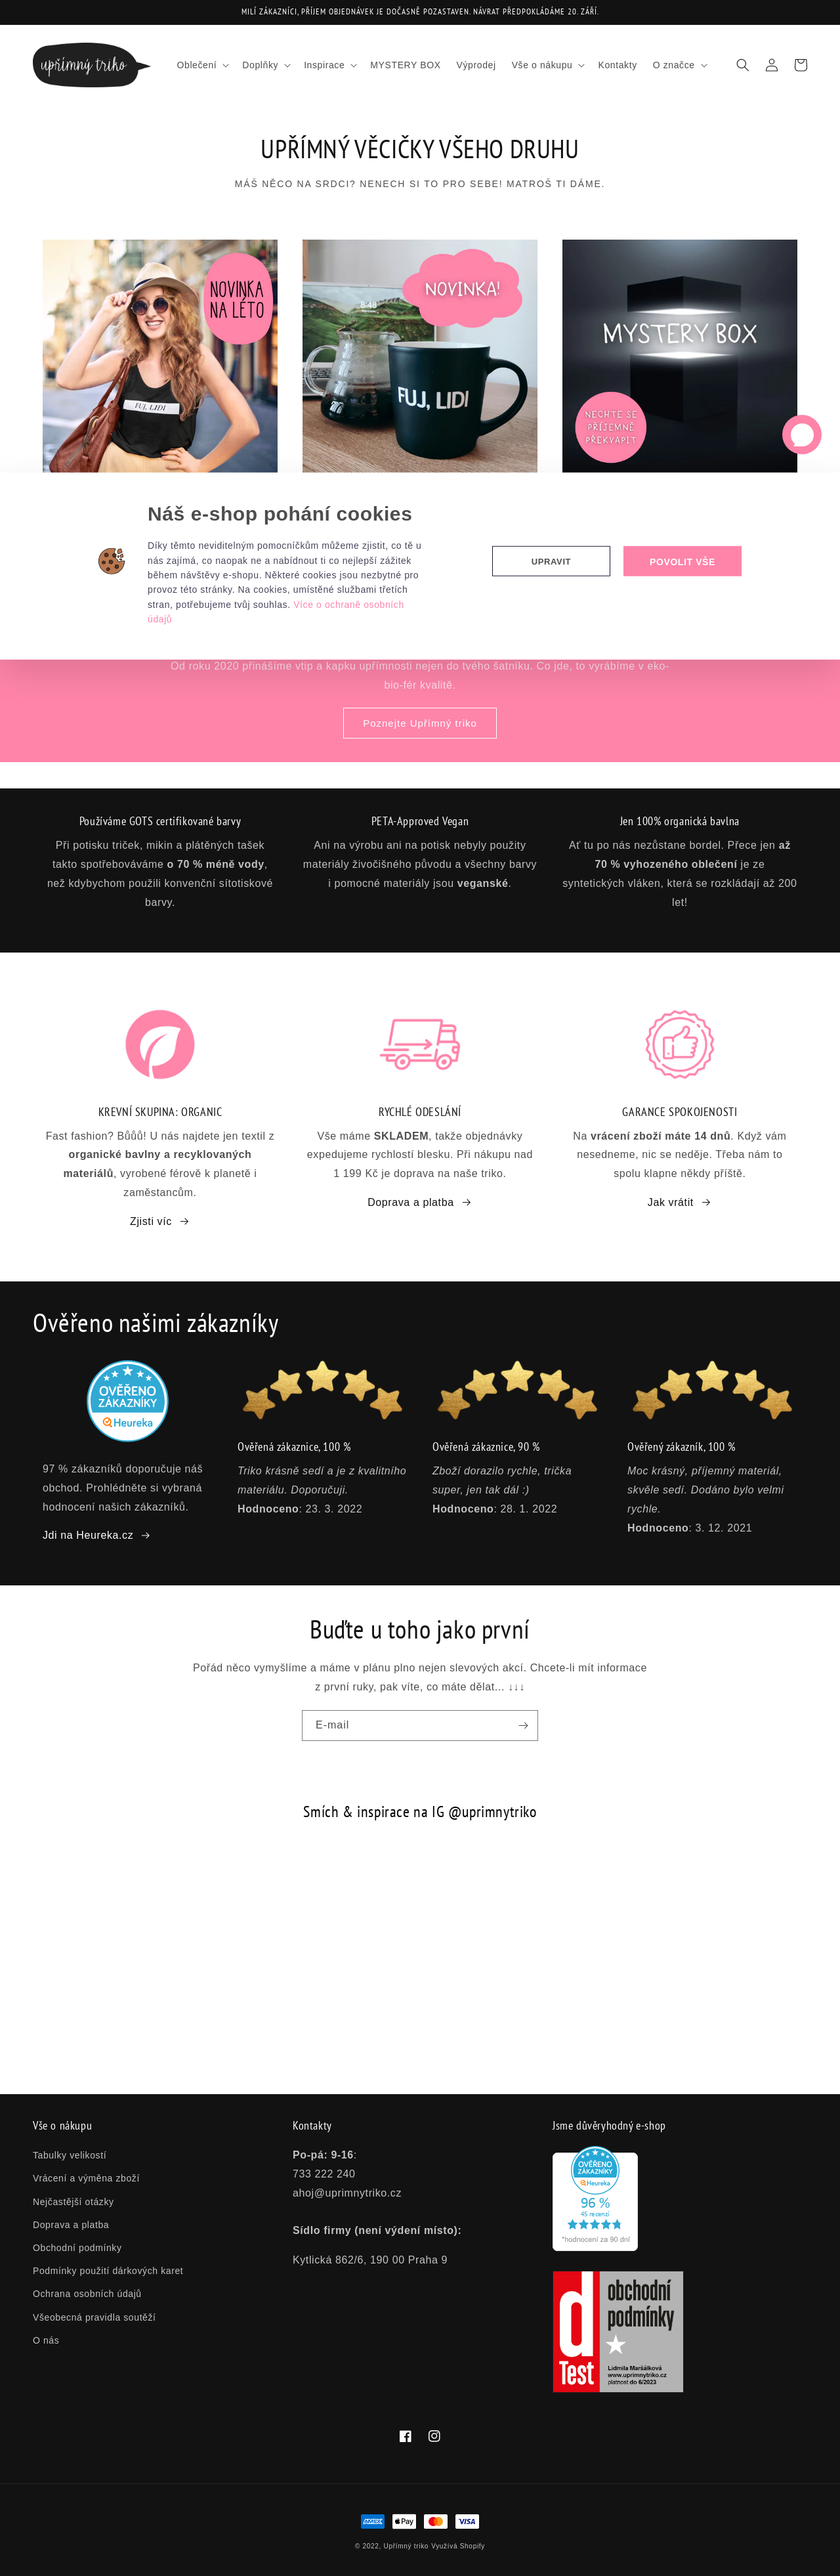 MILÍ ZÁKAZNÍCI, PŘÍJEM OBJEDNÁVEK JE DOČASNĚ POZASTAVEN. NÁVRAT PŘEDPOKLÁDÁME 20. ZÁŘÍ.
upřímný triko
Oblečení
Doplňky
Inspirace
MYSTERY BOX
Výprodej
Vše o nákupu
Kontakty
O značce
UPŘÍMNÝ VĚCIČKY VŠEHO DRUHU
MÁŠ NĚCO NA SRDCI? NENECH SI TO PRO SEBE! MATROŠ TI DÁME.
NOVINKA
NA LÉTO
FUJ, LIDI
NOVINKA!
8:48
FUJ, LIDI
MYSTERY BOX
NECHTE SE
PŘÍJEMNĚ
PŘEKVAPIT
Náš e-shop pohání cookies
Díky těmto neviditelným pomocníčkům můžeme zjistit, co tě u
nás zajímá, co naopak ne a nabídnout ti co nejlepší zážitek
během návštěvy e-shopu. Některé cookies jsou nezbytné pro
provoz této stránky. Na cookies, umístěné službami třetích
stran, potřebujeme tvůj souhlas. Více o ochraně osobních
údajů
UPRAVIT
POVOLIT VŠE
Od roku 2020 přinášíme vtip a kapku upřímnosti nejen do tvého šatníku. Co jde, to vyrábíme v eko-
bio-fér kvalitě.
Poznejte Upřímný triko
Používáme GOTS certifikované barvy
Při potisku triček, mikin a plátěných tašek
takto spotřebováváme o 70 % méně vody,
než kdybychom použili konvenční sítotiskové
barvy.
PETA-Approved Vegan
Ani na výrobu ani na potisk nebyly použity
materiály živočišného původu a všechny barvy
i pomocné materiály jsou veganské.
Jen 100% organická bavlna
Ať tu po nás nezůstane bordel. Přece jen až
70 % vyhozeného oblečení je ze
syntetických vláken, která se rozkládají až 200
let!
KREVNÍ SKUPINA: ORGANIC
Fast fashion? Bůůů! U nás najdete jen textil z
organické bavlny a recyklovaných
materiálů, vyrobené férově k planetě i
zaměstancům.
Zjisti víc
RYCHLÉ ODESLÁNÍ
Vše máme SKLADEM, takže objednávky
expedujeme rychlostí blesku. Při nákupu nad
1 199 Kč je doprava na naše triko.
Doprava a platba
GARANCE SPOKOJENOSTI
Na vrácení zboží máte 14 dnů. Když vám
nesedneme, nic se neděje. Třeba nám to
spolu klapne někdy příště.
Jak vrátit
Ověřeno našimi zákazníky
OVĚŘENO
ZÁKAZNÍKY
Heureka
97 % zákazníků doporučuje náš
obchod. Prohlédněte si vybraná
hodnocení našich zákazníků.
Jdi na Heureka.cz
Ověřená zákaznice, 100 %
Triko krásně sedí a je z kvalitního
materiálu. Doporučuji.
Hodnoceno: 23. 3. 2022
Ověřená zákaznice, 90 %
Zboží dorazilo rychle, trička
super, jen tak dál :)
Hodnoceno: 28. 1. 2022
Ověřený zákazník, 100 %
Moc krásný, příjemný materiál,
skvěle sedí. Dodáno bylo velmi
rychle.
Hodnoceno: 3. 12. 2021
Buďte u toho jako první
Pořád něco vymyšlíme a máme v plánu plno nejen slevových akcí. Chcete-li mít informace
z první ruky, pak víte, co máte dělat... ↓↓↓
E-mail
Smích & inspirace na IG @uprimnytriko
Vše o nákupu
Tabulky velikostí
Vrácení a výměna zboží
Nejčastější otázky
Doprava a platba
Obchodní podmínky
Podmínky použití dárkových karet
Ochrana osobních údajů
Všeobecná pravidla soutěží
O nás
Kontakty
Po-pá: 9-16:
733 222 240
ahoj@uprimnytriko.cz
Sídlo firmy (není výdení místo):
Kytlická 862/6, 190 00 Praha 9
Jsme důvěryhodný e-shop
OVĚŘENO
ZÁKAZNÍKY
Heureka
96 %
45 recenzí
*hodnotení za 90 dní
dTest
obchodní
podmínky
Lidmila Maršálková
www.uprimnytriko.cz
platnost do 6/2023
AMEX
Pay
VISA
© 2022, Upřímný triko Využívá Shopify